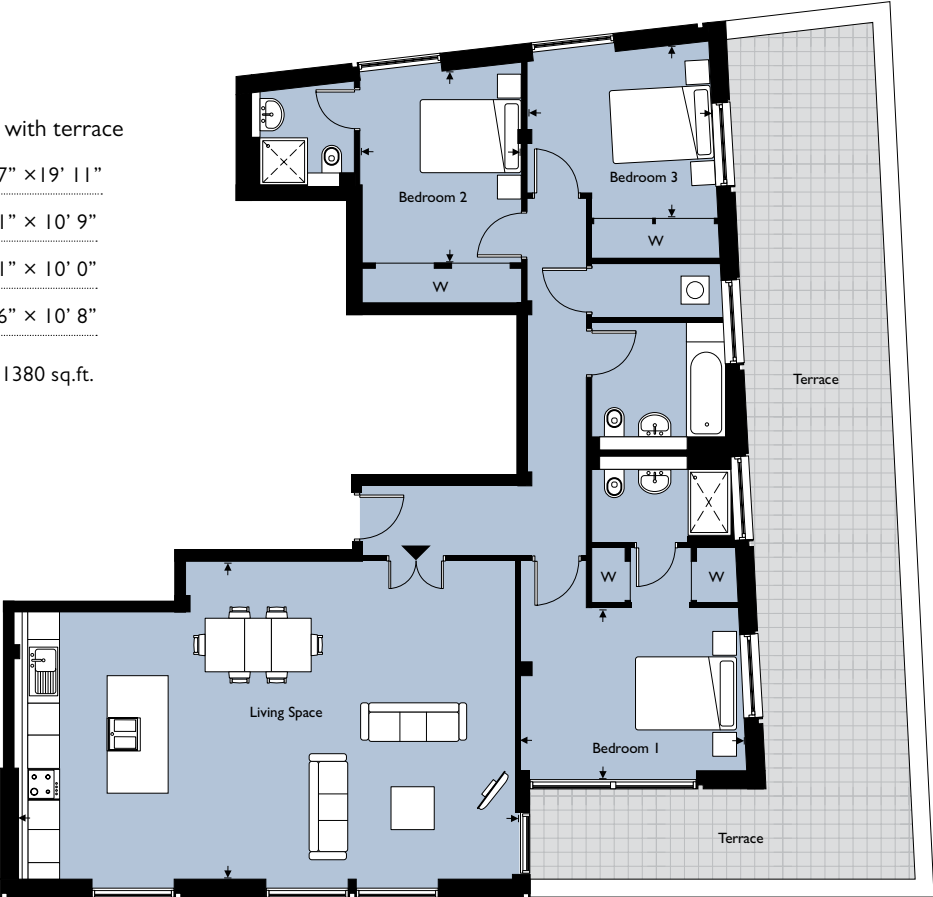 with terrace
7” ×19’ 11”
1” × 10’ 9”
1” × 10’ 0”
6” × 10’ 8”
1380 sq.ft.
Bedroom 2
Bedroom 3
W
W
Terrace
W
W
Living Space
Bedroom 1
Terrace